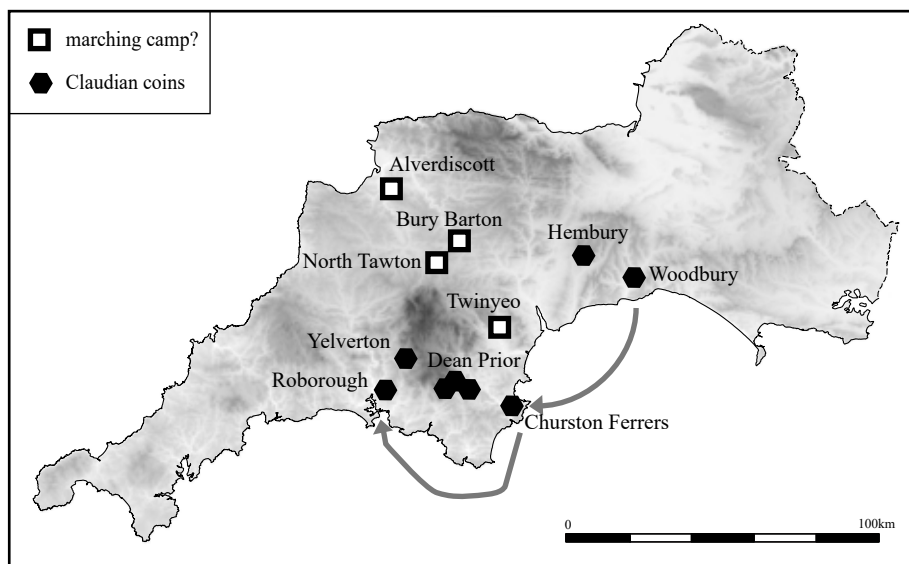 marching camp?
Claudian coins
Alverdiscott
Bury Barton
Hembury
North Tawton
Woodbury
Twinyeo
Yelverton
Dean Prior
Roborough
Churston Ferrers
0
100km